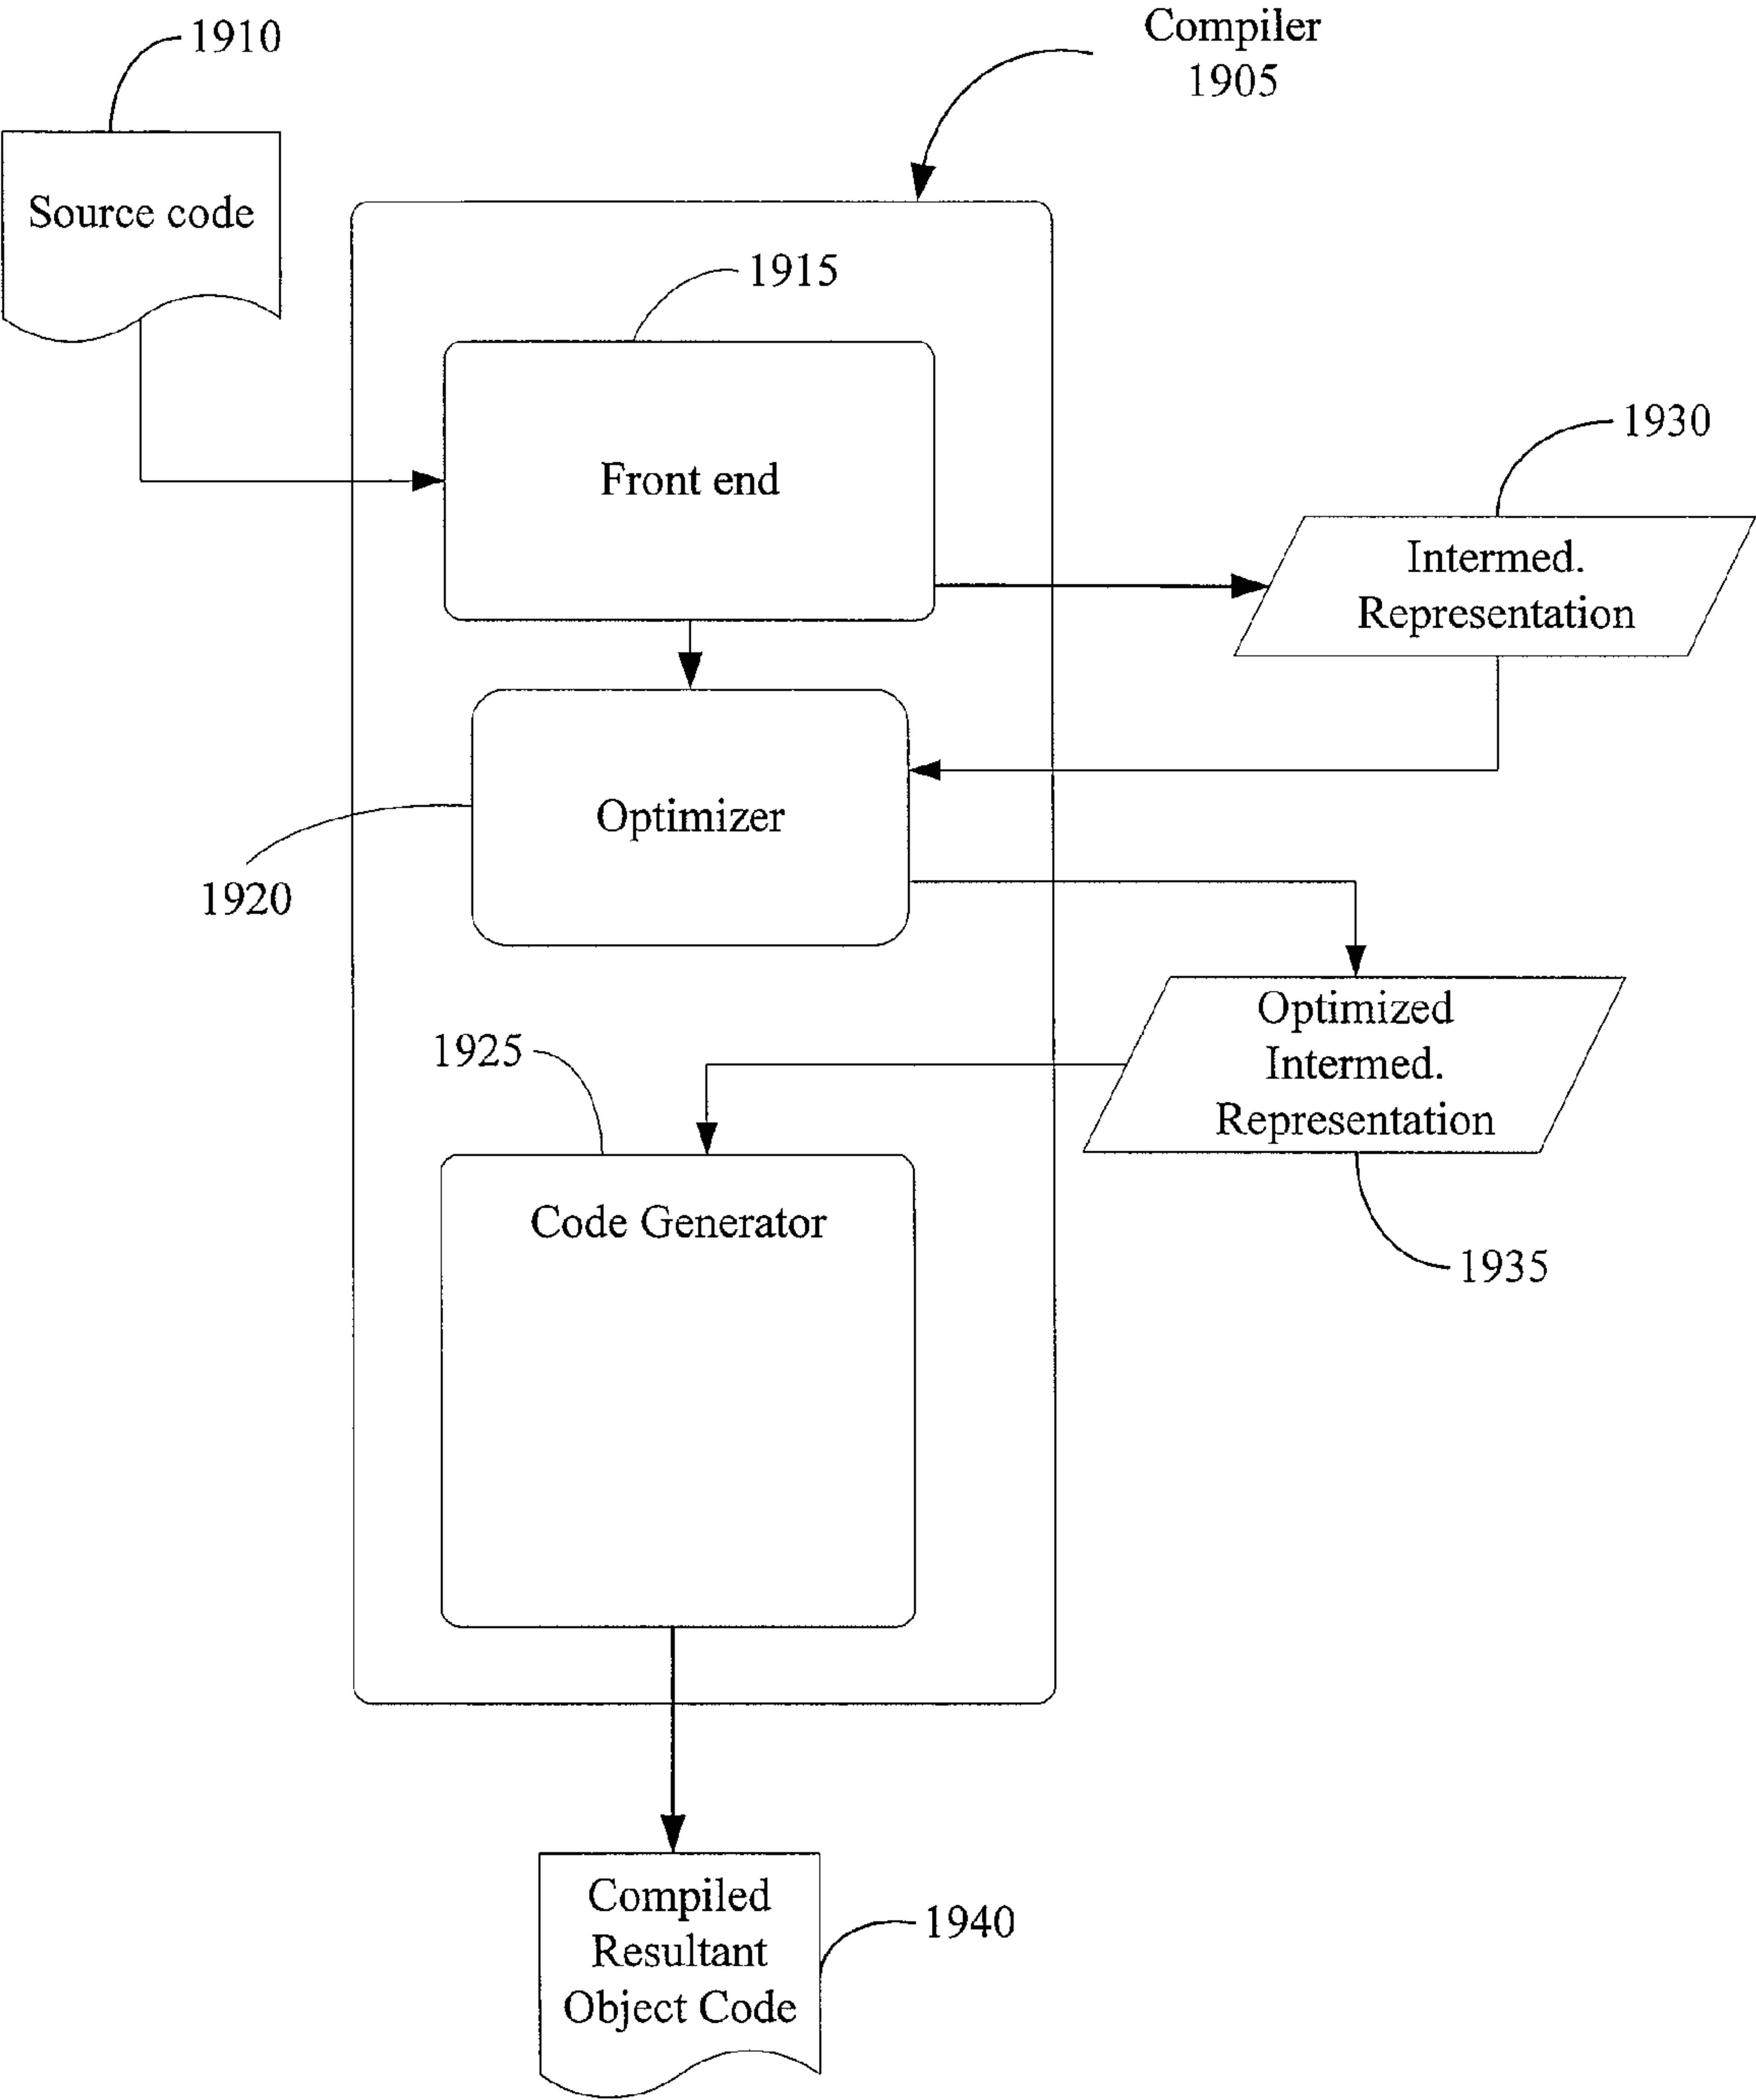 Compiler
1905
1910
Source code
1915
Front end
1930
Intermed.
Representation
Optimizer
1920
Optimized
Intermed.
Representation
1925
Code Generator
1935
Compiled
Resultant
Object Code
1940